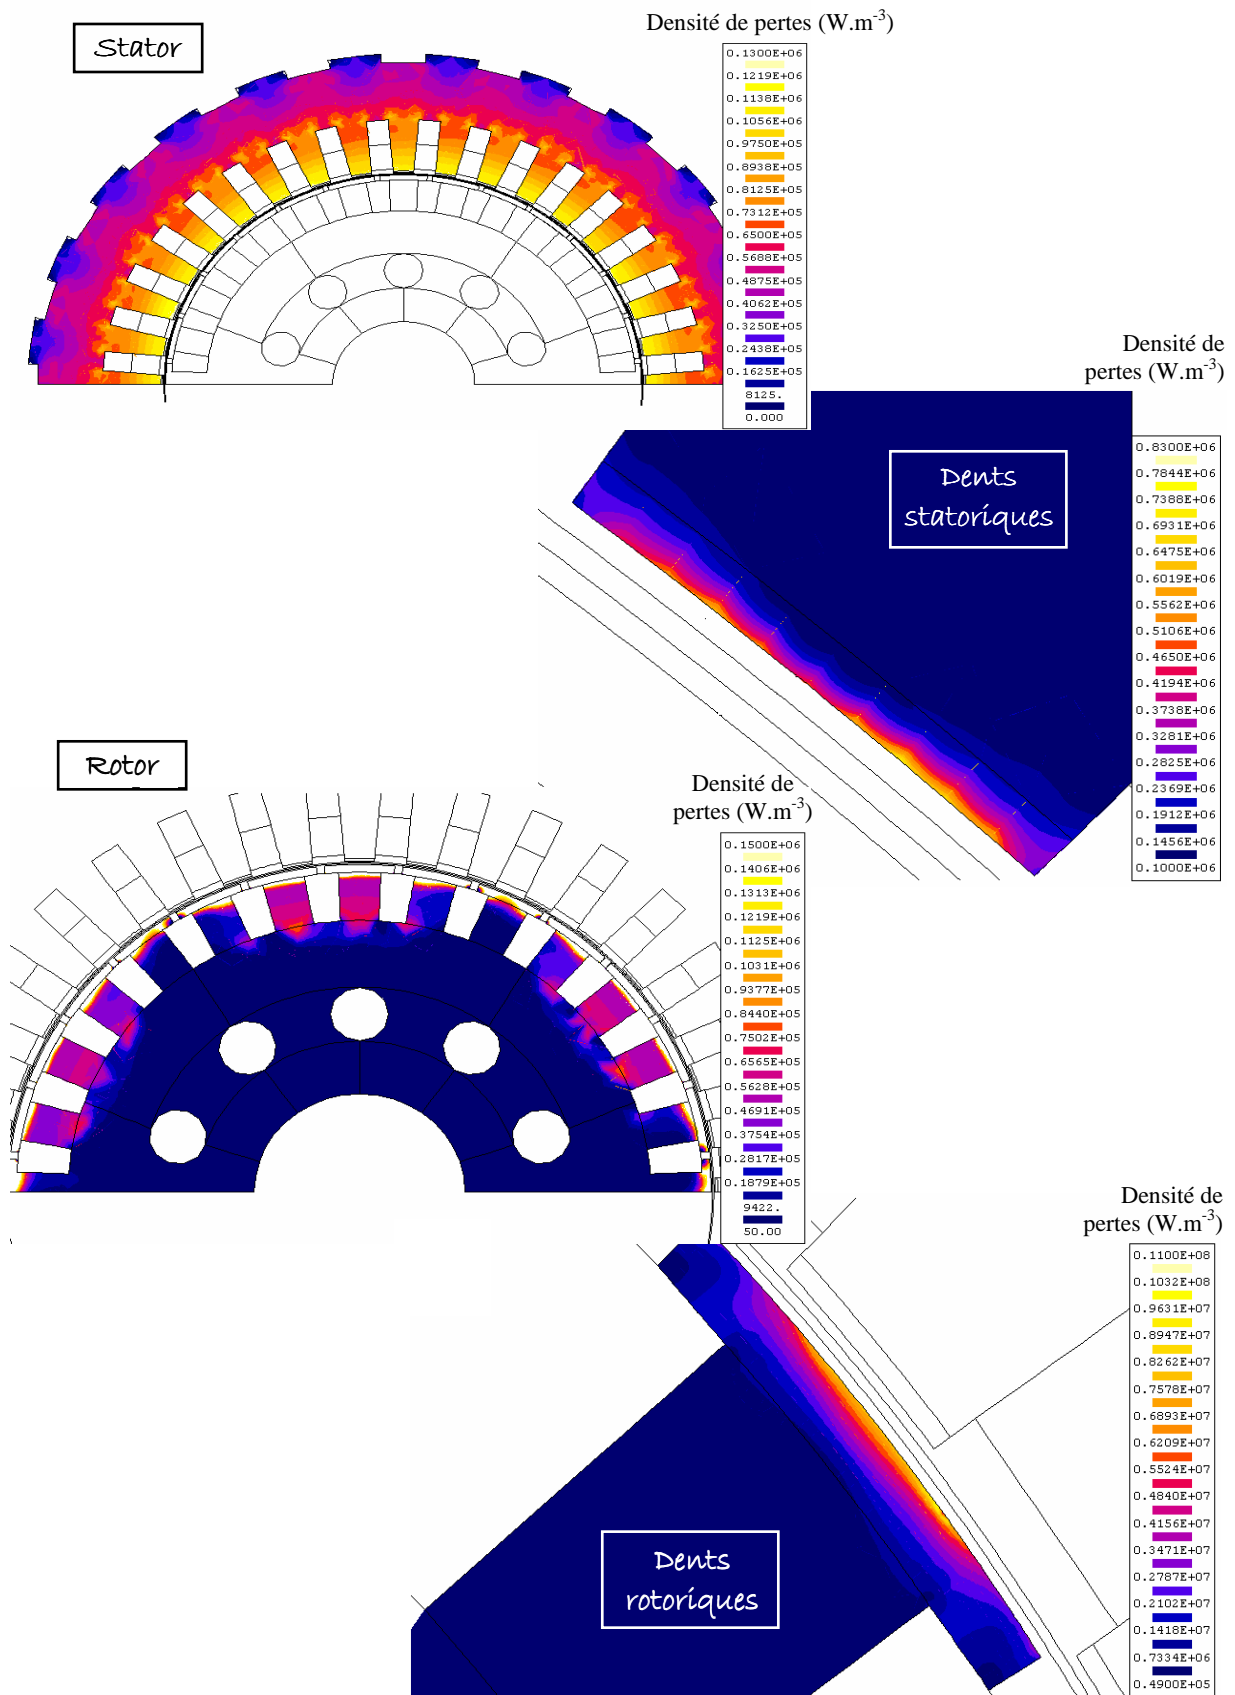 Densité de pertes (W.m-3)
Stator
0.1300E+06
0.1219E+06
0.1138E+06
0.1056E+06
0.9750E+05
0.8938E+05
0.8125E+05
0.7312E+05
0.6500E+05
0.5688E+05
0.4875E+05
0.4062E+05
0.3250E+05
0.2438E+05
0.1625E+05
8125.
0.000
Densité de
pertes (W.m-3)
Dents
statoriques
0.8300E+06
0.7844E+06
0.7388E+06
0.6931E+06
0.6475E+06
0.6019E+06
0.5562E+06
0.5106E+06
0.4650E+06
0.4194E+06
0.3738E+06
0.3281E+06
0.2825E+06
0.2369E+06
0.1912E+06
0.1456E+06
0.1000E+06
Rotor
Densité de
pertes (W.m-3)
0.1500E+06
0.1406E+06
0.1313E+06
0.1219E+06
0.1125E+06
0.1031E+06
0.9377E+05
0.8440E+05
0.7502E+05
0.6565E+05
0.5628E+05
0.4691E+05
0.3754E+05
0.2817E+05
0.1879E+05
9422.
50.00
Densité de
pertes (W.m-3)
0.1100E+08
0.1032E+08
0.9631E+07
0.8947E+07
0.8262E+07
0.7578E+07
0.6893E+07
0.6209E+07
0.5524E+07
0.4840E+07
0.4156E+07
0.3471E+07
0.2787E+07
0.2102E+07
0.1418E+07
0.7334E+06
0.4900E+05
Dents
rotoriques